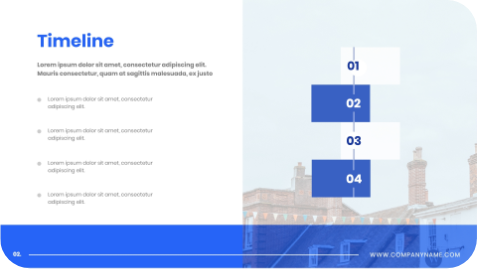 Timeline
Lorem ipsum dolor sit amet, consectetur adipiscing elit.
Mauris consectetur, quam at sagittis malesuada, ex justo
Lorem ipsum dolor sit amet, consectetur
adipiscing elit.
Lorem ipsum dolor sit amet, consectetur
adipiscing elit.
Lorem ipsum dolor sit amet, consectetur
adipiscing elit.
Lorem ipsum dolor sit amet, consectetur
adipiscing elit.
01
02
03
04
02.
WWW.COMPANYNAME.COM